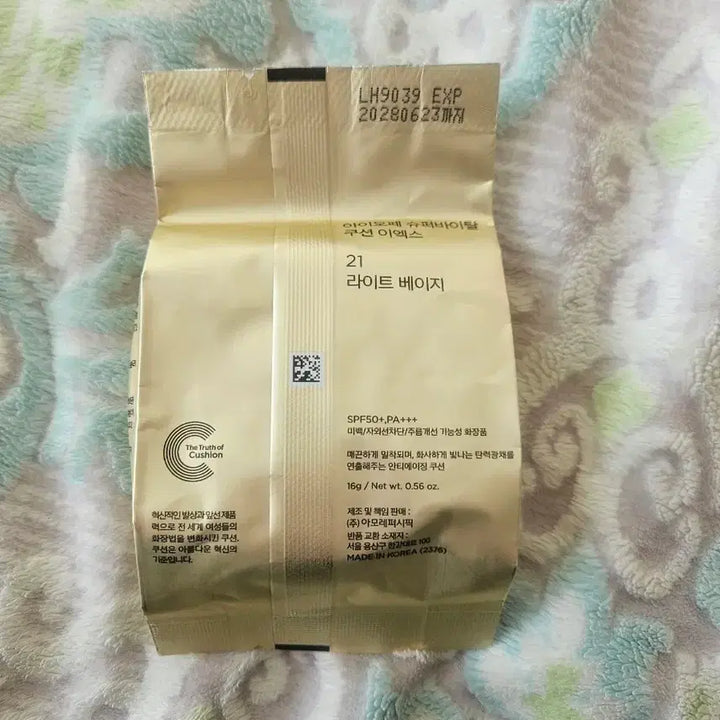 LH9039 EXP
20280623까지
아이오페 슈퍼바이탈
쿠션 이엑스
21
라이트 베이지
SPF50+,PA+++
미백/자외선차단/주름개선 기능성 화장품
매끈하게 밀착되며, 화사하게 빛나는 탄력광채를
연출해주는 안티에이징 쿠션
16g / Net wt. 0.56 oz.
제조 및 책임 판매 :
(주) 아모레퍼시픽
반품 교환 소재지 :
서울 용산구 한강대로 100
MADE IN KOREA (2376)
The Truth of
Cushion
혁신적인 발상과 앞선 제품
력으로 전 세계 여성들의
화장법을 변화시킨 쿠션.
쿠션은 아름다운 혁신의
기준입니다.